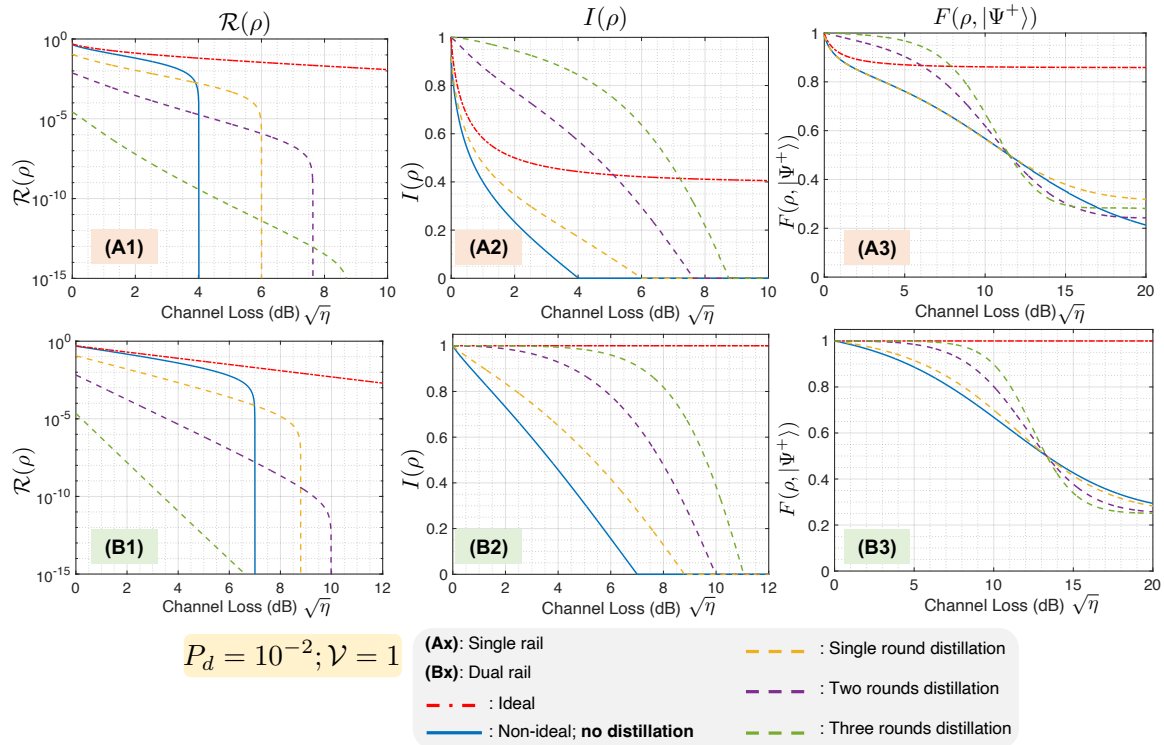 R(ρ)
I(ρ)
F(ρ, |Ψ⁺⟩)
R(ρ)
10⁰
10⁻⁵
10⁻¹⁰
10⁻¹⁵
(A1)
0 2 4 6 8 10
Channel Loss (dB) √η
I(ρ)
1
0.8
0.6
0.4
0.2
0
(A2)
0 2 4 6 8 10
Channel Loss (dB) √η
F(ρ, |Ψ⁺⟩)
1
0.8
0.6
0.4
0.2
0
(A3)
0 5 10 15 20
Channel Loss (dB) √η
R(ρ)
10⁰
10⁻⁵
10⁻¹⁰
10⁻¹⁵
(B1)
0 2 4 6 8 10 12
Channel Loss (dB) √η
I(ρ)
1
0.8
0.6
0.4
0.2
0
(B2)
0 2 4 6 8 10 12
Channel Loss (dB) √η
F(ρ, |Ψ⁺⟩)
1
0.8
0.6
0.4
0.2
0
(B3)
0 5 10 15 20
Channel Loss (dB) √η
P_d = 10⁻²; V = 1
(Ax): Single rail
(Bx): Dual rail
: Ideal
: Non-ideal; no distillation
: Single round distillation
: Two rounds distillation
: Three rounds distillation